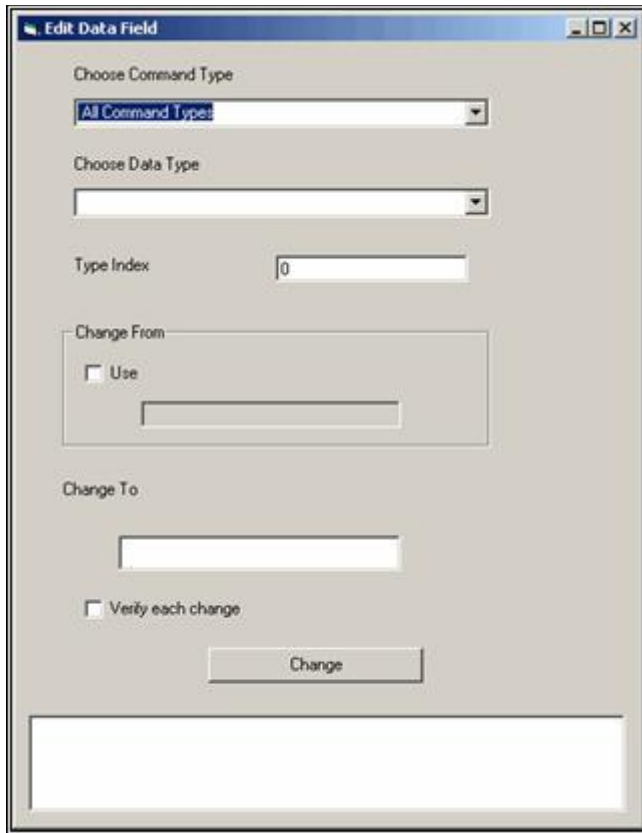 Edit Data Field
Choose Command Type
All Command Types
Choose Data Type
Type Index
0
Change From
Use
Change To
Verify each change
Change